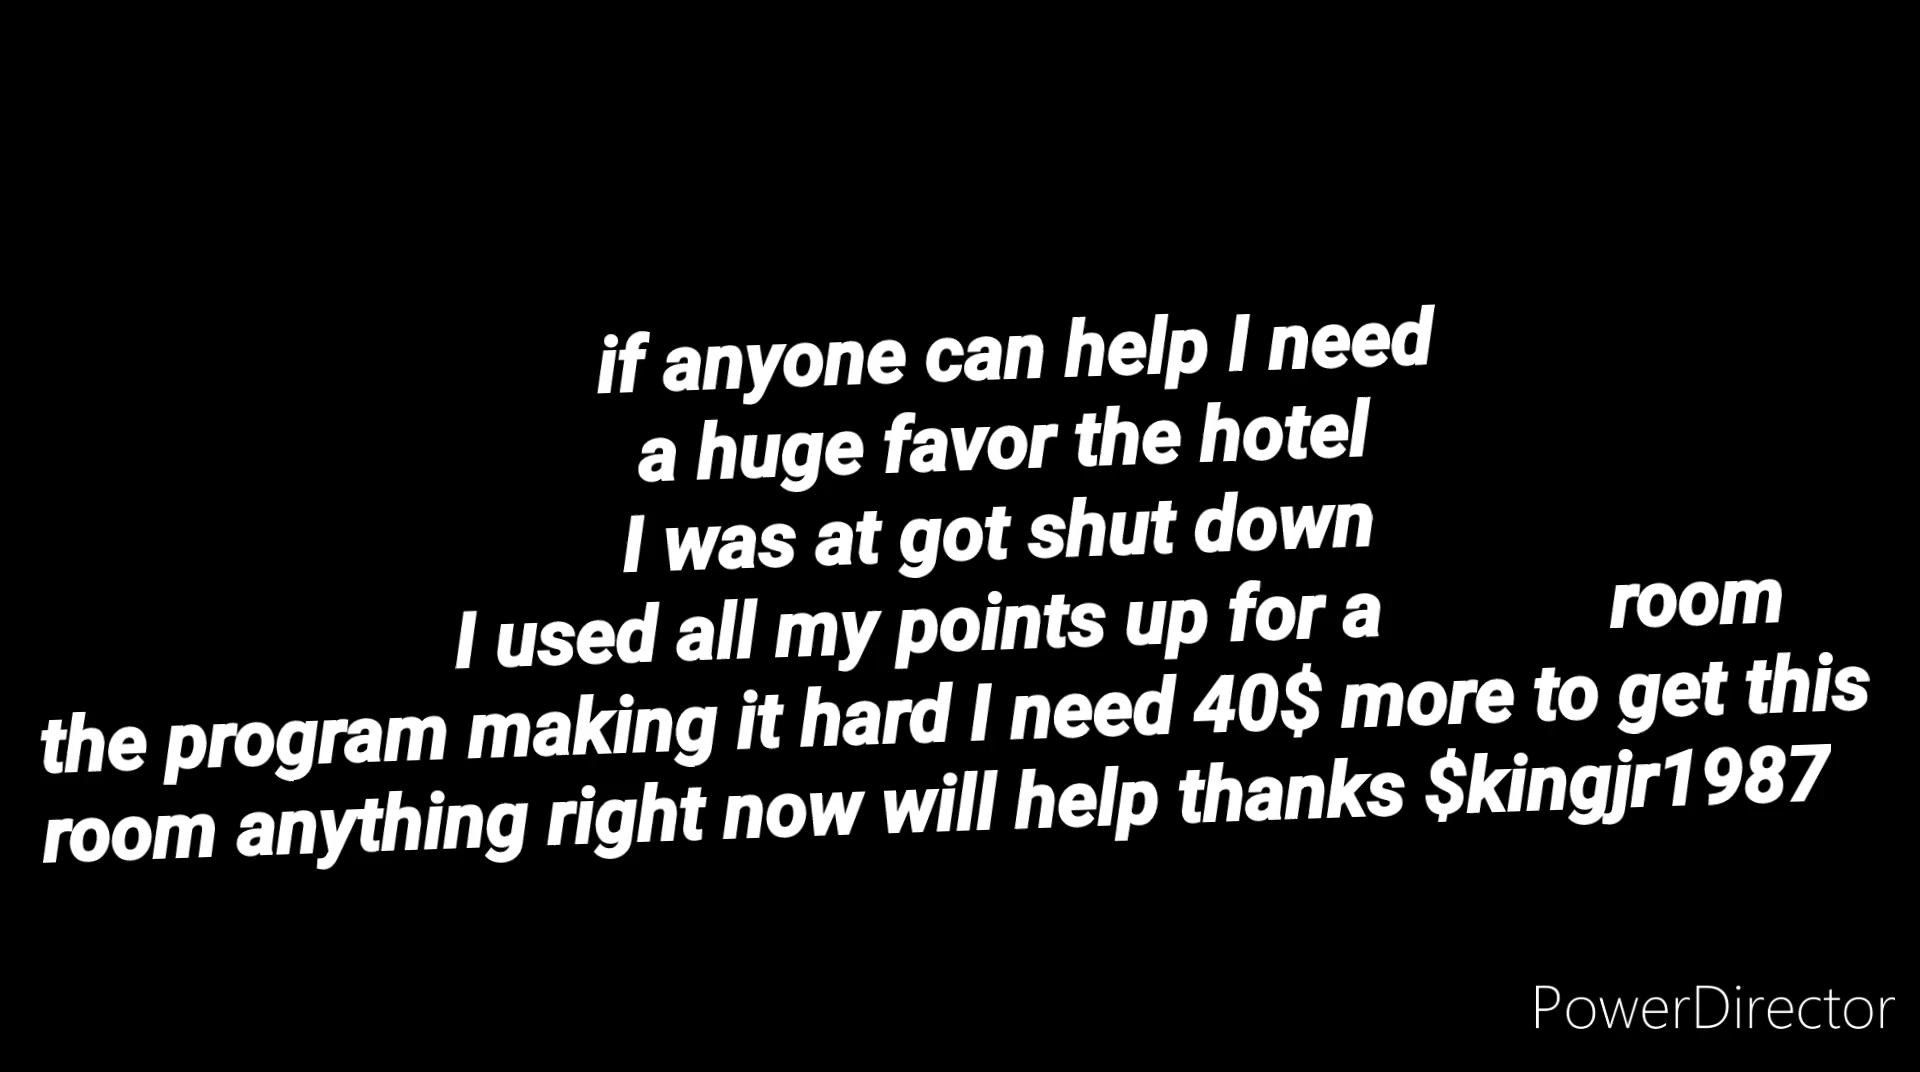 if anyone can help I need
a huge favor the hotel
I was at got shut down
I used all my points up for a room
the program making it hard I need 40$ more to get this
room anything right now will help thanks $kingjr1987
PowerDirector